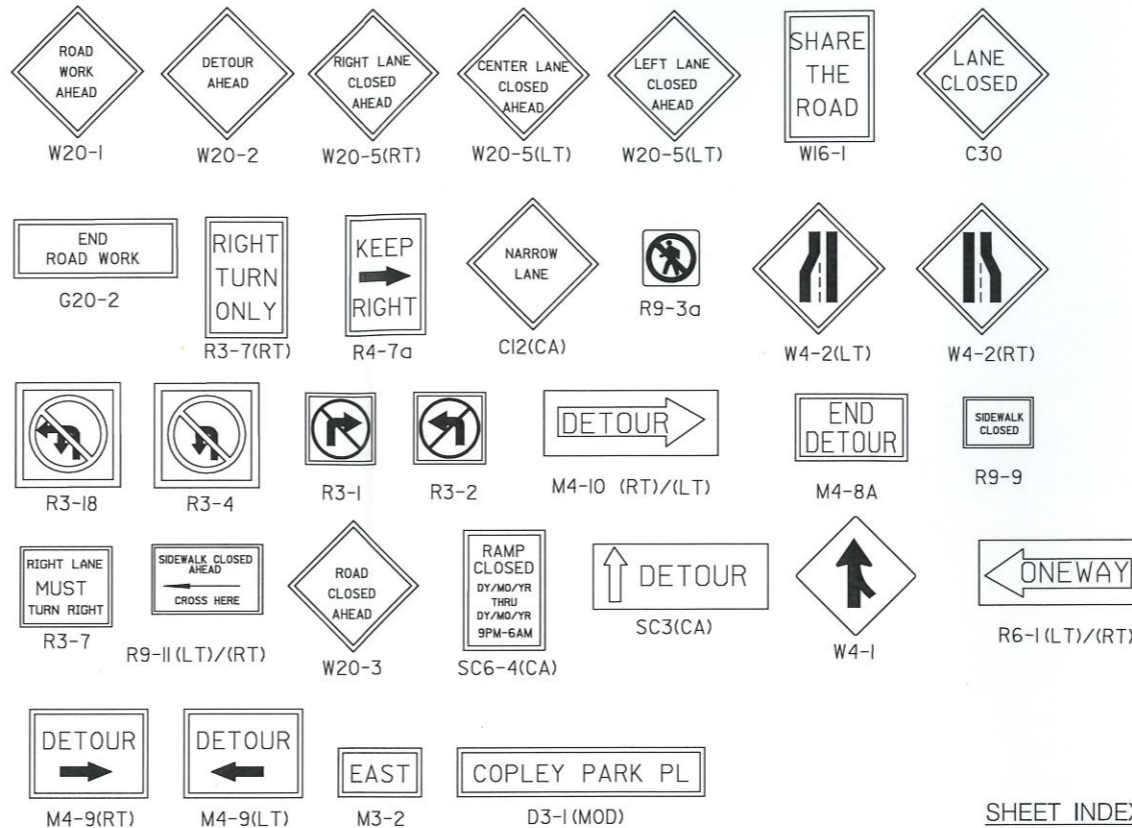 ROAD
WORK
AHEAD
W20-1
DETOUR
AHEAD
W20-2
RIGHT LANE
CLOSED
AHEAD
W20-5(RT)
CENTER LANE
CLOSED
AHEAD
W20-5(LT)
LEFT LANE
CLOSED
AHEAD
W20-5(LT)
SHARE
THE
ROAD
W16-1
LANE
CLOSED
C30
END
ROAD WORK
G20-2
RIGHT
TURN
ONLY
R3-7(RT)
KEEP
RIGHT
R4-7a
NARROW
LANE
C12(CA)
R9-3a
W4-2(LT)
W4-2(RT)
R3-18
R3-4
R3-1
R3-2
DETOUR
M4-10 (RT)/(LT)
END
DETOUR
M4-8A
SIDEWALK
CLOSED
R9-9
RIGHT LANE
MUST
TURN RIGHT
R3-7
SIDEWALK CLOSED
AHEAD
CROSS HERE
R9-11(LT)/(RT)
ROAD
CLOSED
AHEAD
W20-3
RAMP
CLOSED
DY/MO/YR
THRU
DY/MO/YR
9PM-6AM
SC6-4(CA)
DETOUR
SC3(CA)
W4-1
ONEWAY
R6-1(LT)/(RT)
DETOUR
M4-9(RT)
DETOUR
M4-9(LT)
EAST
M3-2
COPLEY PARK PL
D3-1(MOD)
SHEET INDEX